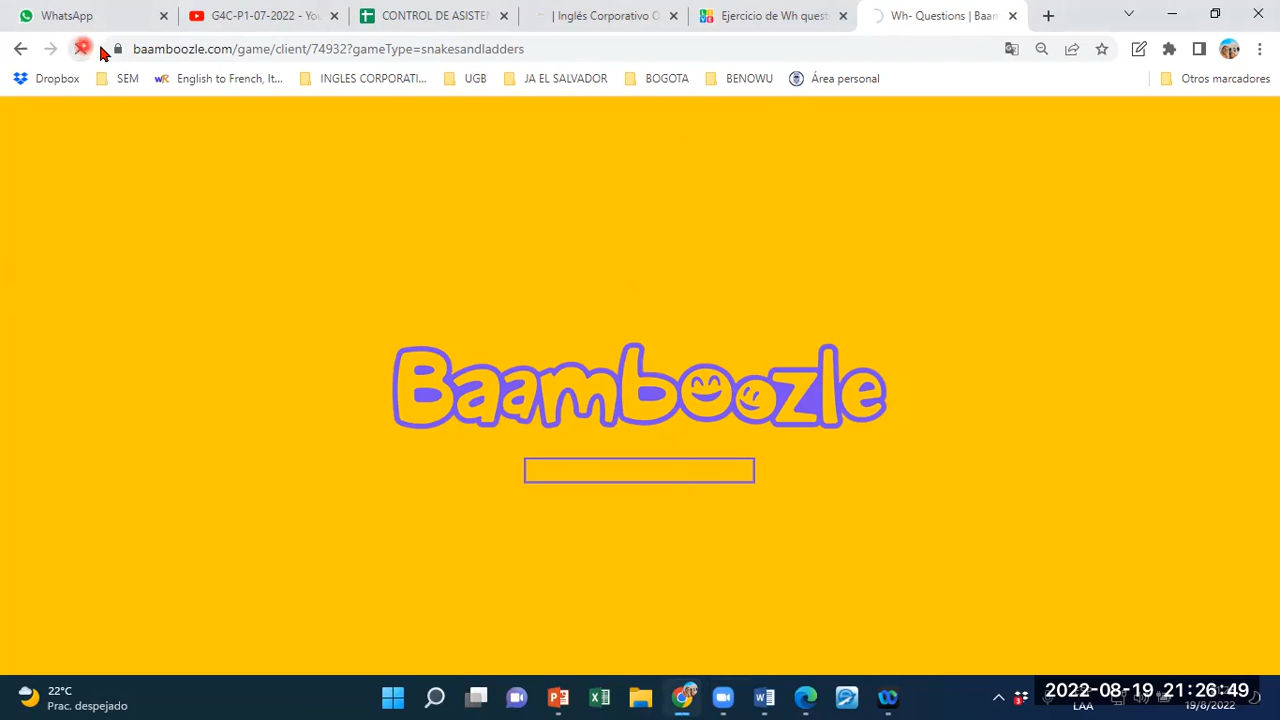 WhatsApp
G4C-P1-07-2022 - You
CONTROL DE ASISTEN
| Inglés Corporativo O
Ejercicio de Wh quest
Wh- Questions | Baam
baamboozle.com/game/client/74932?gameType=snakesandladders
Dropbox
SEM
English to French, It...
INGLES CORPORATI...
UGB
JA EL SALVADOR
BOGOTA
BENOWU
Área personal
Otros marcadores
Baamboozle
22°C
Prac. despejado
LAA
2022-08-19 21:26:49
19/8/2022